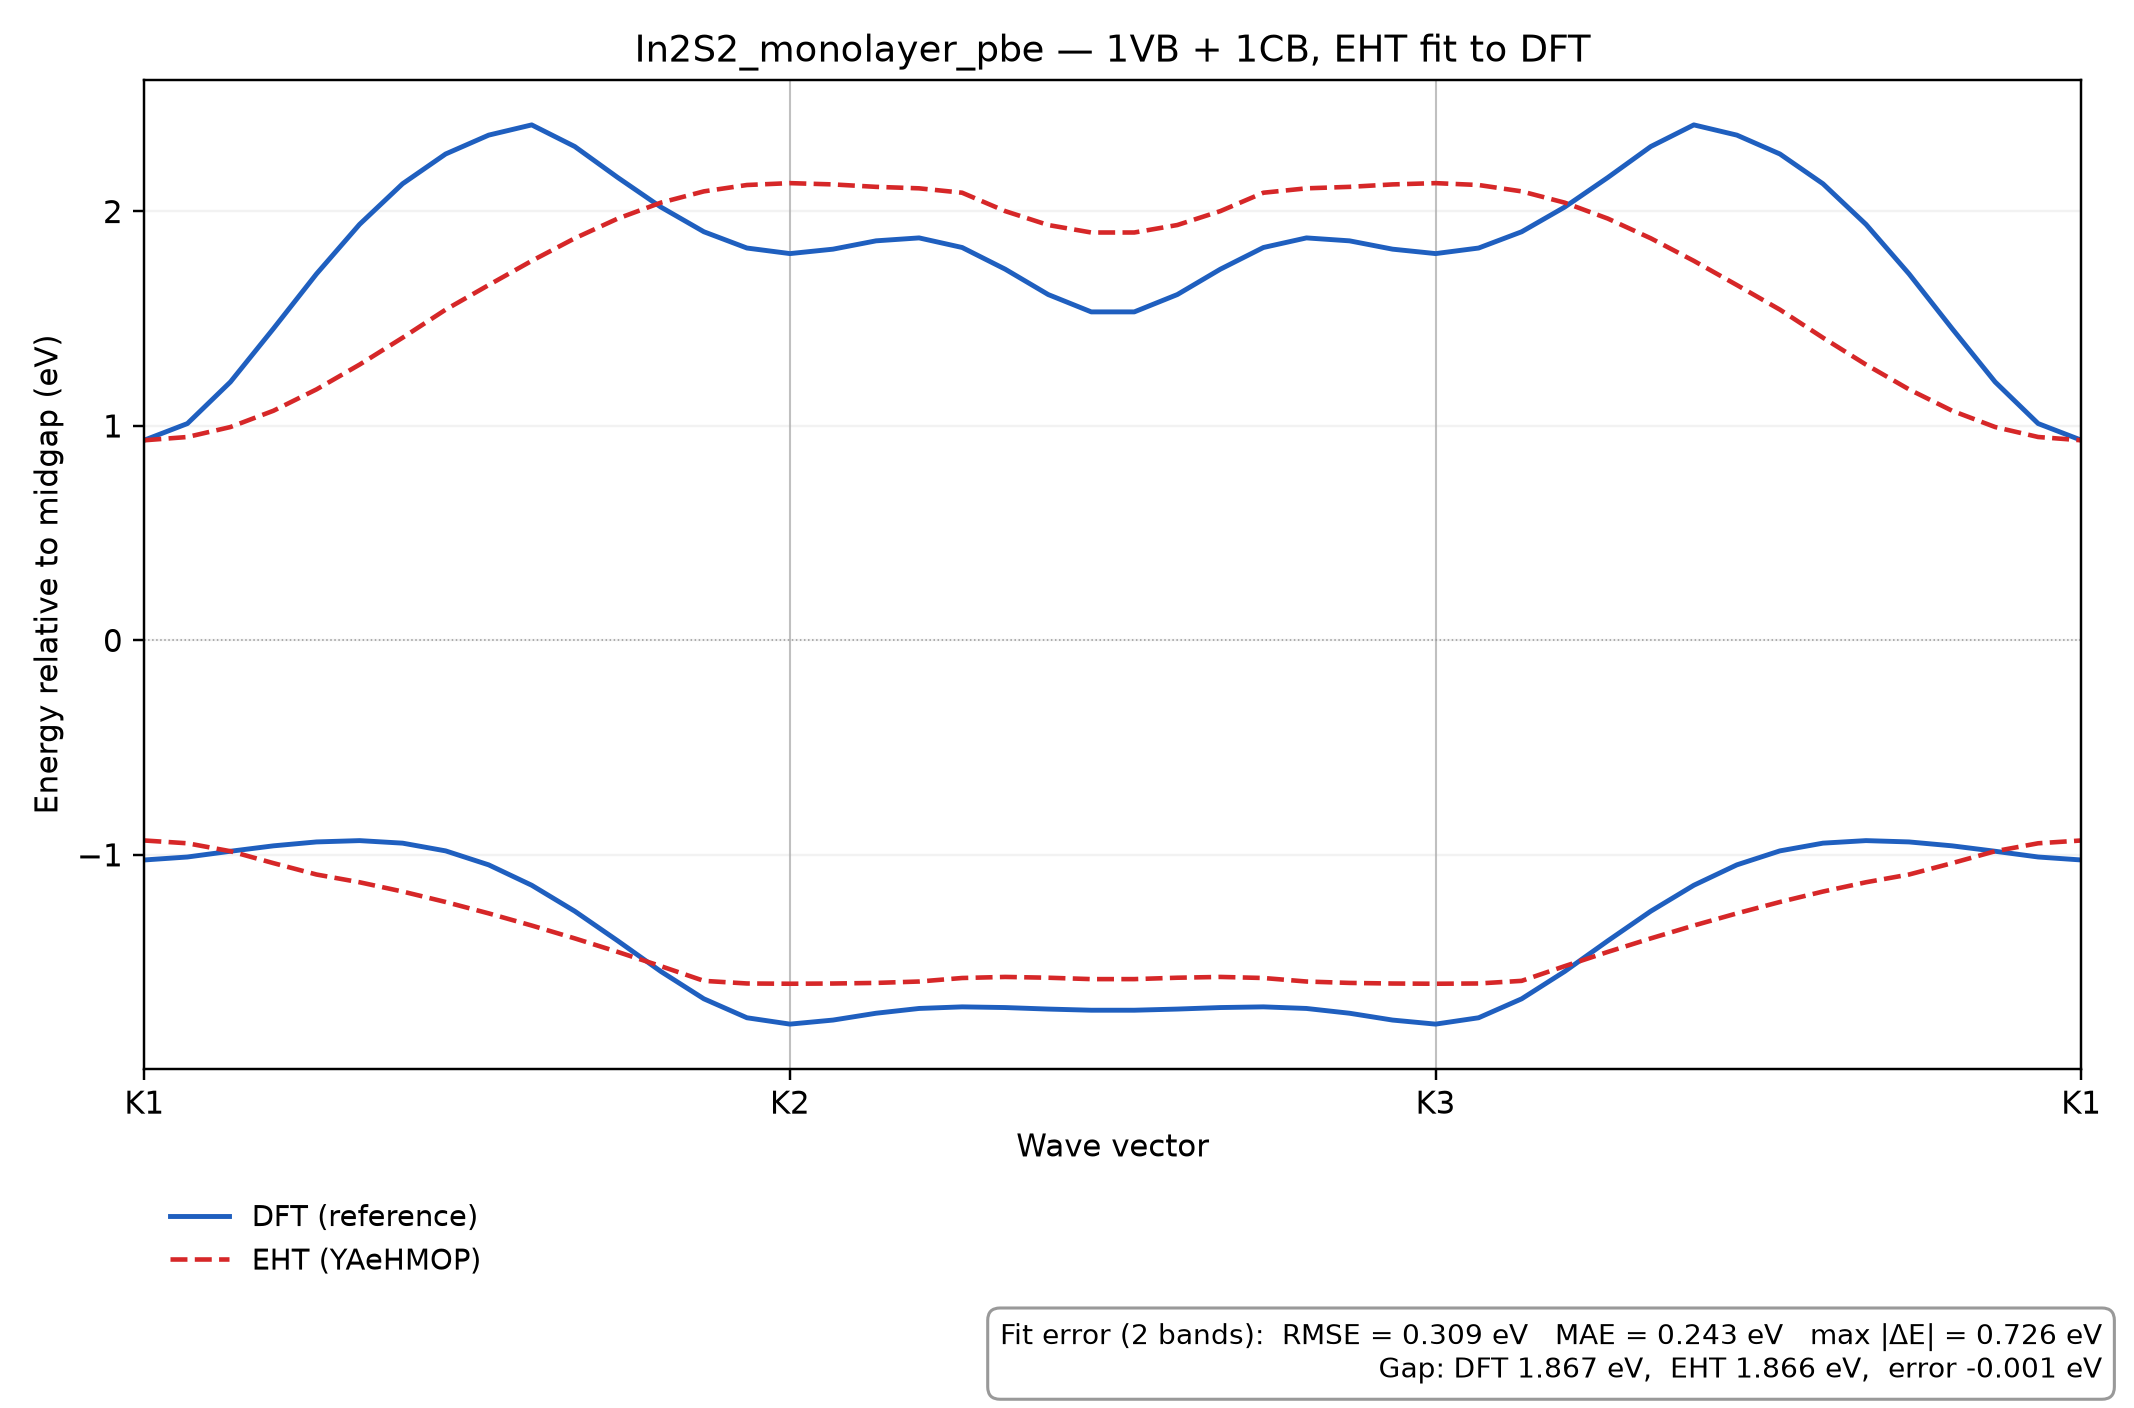 In2S2_monolayer_pbe — 1VB + 1CB, EHT fit to DFT
Energy relative to midgap (eV)
2
1
0
−1
K1 K2 K3 K1
Wave vector
DFT (reference)
EHT (YAeHMOP)
Fit error (2 bands):  RMSE = 0.309 eV   MAE = 0.243 eV   max |ΔE| = 0.726 eV
Gap: DFT 1.867 eV,  EHT 1.866 eV,  error -0.001 eV